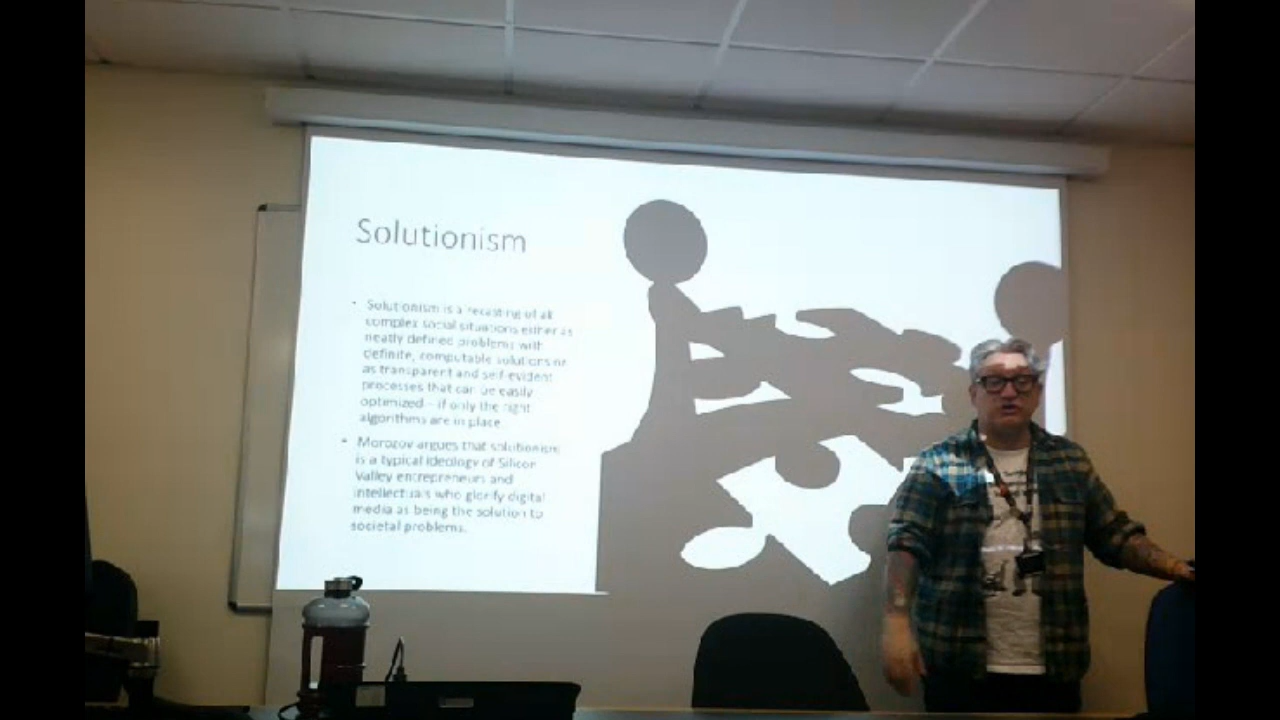 Solutionism
• Solutionism is a recasting of all
complex social situations either as
neatly defined problems with
definite, computable solutions or
as transparent and self-evident
processes that can be easily
optimized – if only the right
algorithms are in place
• Morozov argues that solutionism
is a typical ideology of Silicon
Valley entrepreneurs and
intellectuals who glorify digital
media as being the solution to
societal problems.